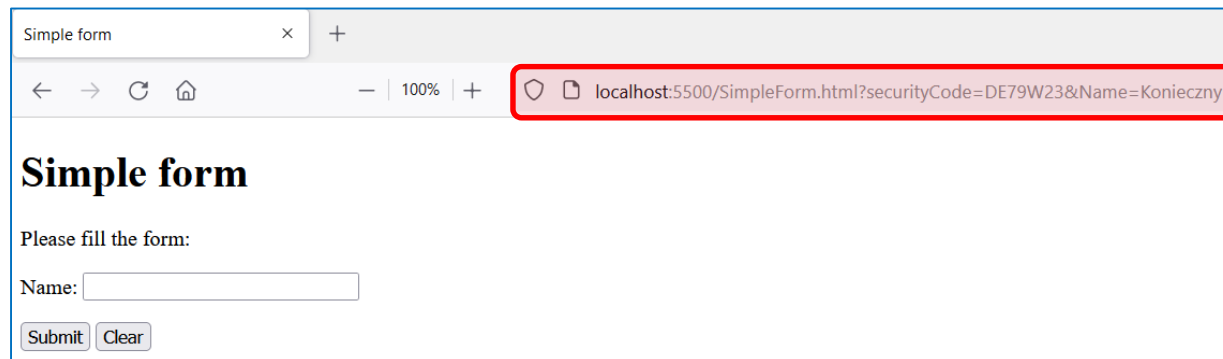 Simple form
100%
localhost:5500/SimpleForm.html?securityCode=DE79W23&Name=Konieczny
Simple form
Please fill the form:
Name:
Submit Clear